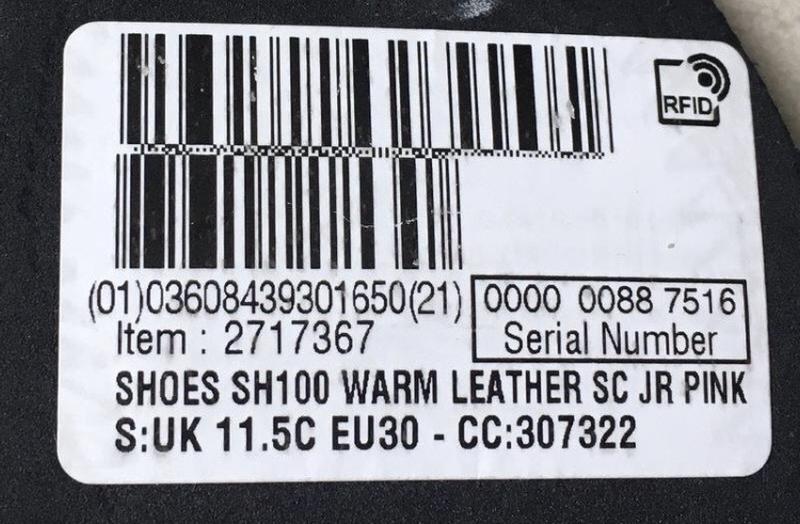 RFID
(01)03608439301650(21) 0000 0088 7516
Item : 2717367 Serial Number
SHOES SH100 WARM LEATHER SC JR PINK
S:UK 11.5C EU30 - CC:307322